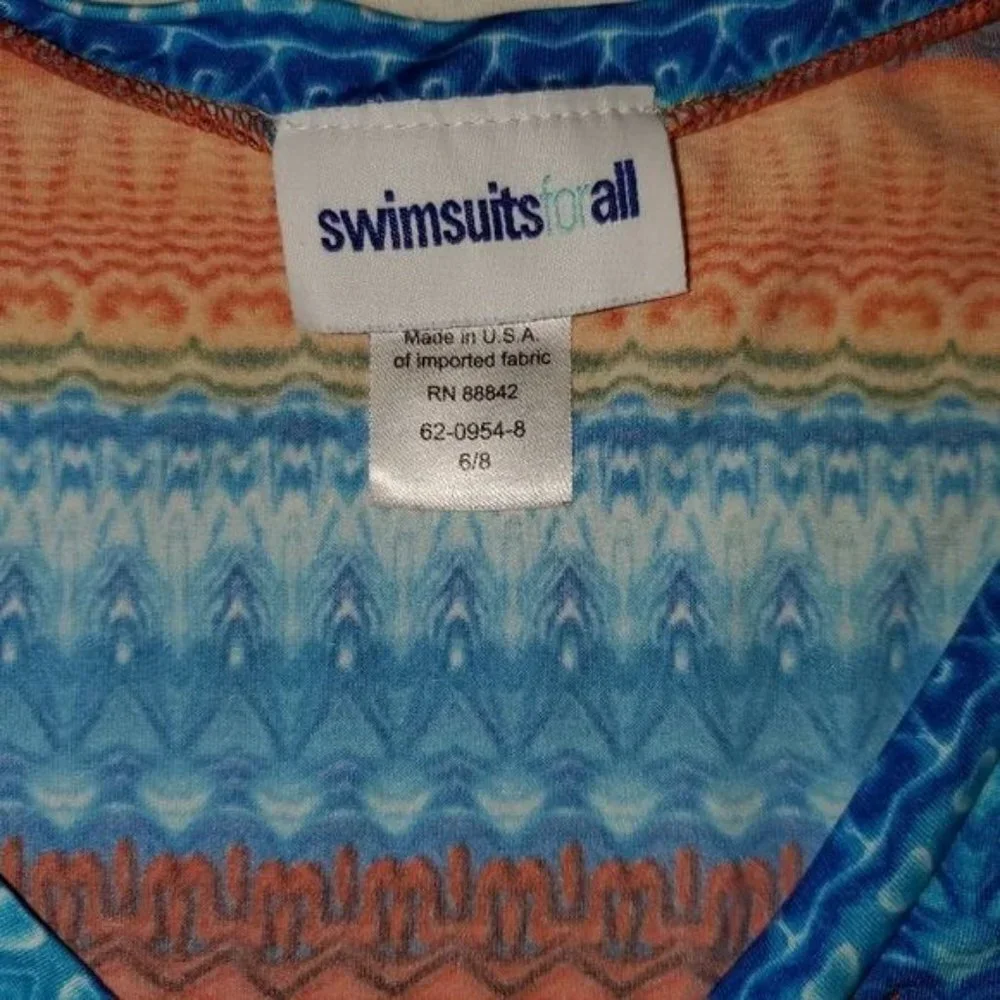 swimsuitsforall
Made in U.S.A.
of imported fabric
RN 88842
62-0954-8
6/8